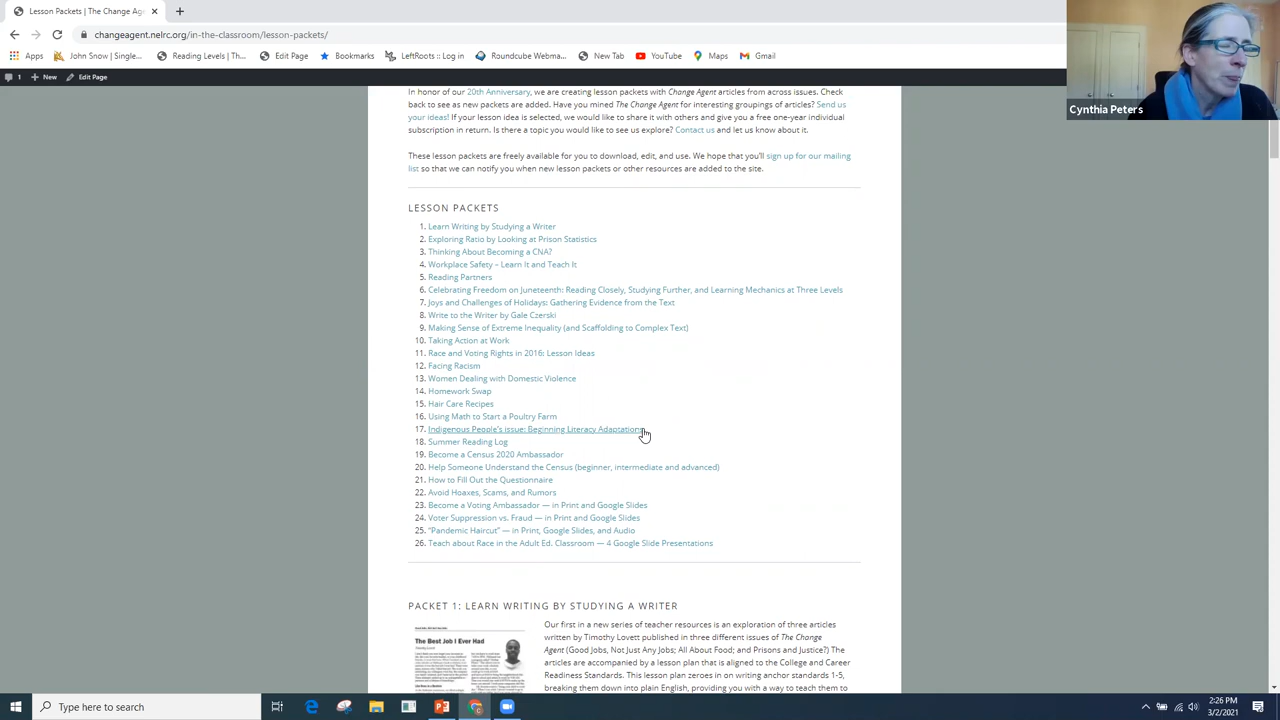 Lesson Packets | The Change Age
changeagent.nelrc.org/in-the-classroom/lesson-packets/
Apps John Snow | Single... Reading Levels | Th... Edit Page Bookmarks LeftRoots :: Log in Roundcube Webma... New Tab YouTube Maps Gmail
1 New Edit Page
Cynthia Peters
In honor of our 20th Anniversary, we are creating lesson packets with Change Agent articles from across issues. Check
back to see as new packets are added. Have you mined The Change Agent for interesting groupings of articles? Send us
your ideas! If your lesson idea is selected, we would like to share it with others and give you a free one-year individual
subscription in return. Is there a topic you would like to see us explore? Contact us and let us know about it.
These lesson packets are freely available for you to download, edit, and use. We hope that you'll sign up for our mailing
list so that we can notify you when new lesson packets or other resources are added to the site.
LESSON PACKETS
1. Learn Writing by Studying a Writer
2. Exploring Ratio by Looking at Prison Statistics
3. Thinking About Becoming a CNA?
4. Workplace Safety – Learn It and Teach It
5. Reading Partners
6. Celebrating Freedom on Juneteenth: Reading Closely, Studying Further, and Learning Mechanics at Three Levels
7. Joys and Challenges of Holidays: Gathering Evidence from the Text
8. Write to the Writer by Gale Czerski
9. Making Sense of Extreme Inequality (and Scaffolding to Complex Text)
10. Taking Action at Work
11. Race and Voting Rights in 2016: Lesson Ideas
12. Facing Racism
13. Women Dealing with Domestic Violence
14. Homework Swap
15. Hair Care Recipes
16. Using Math to Start a Poultry Farm
17. Indigenous People's issue: Beginning Literacy Adaptations
18. Summer Reading Log
19. Become a Census 2020 Ambassador
20. Help Someone Understand the Census (beginner, intermediate and advanced)
21. How to Fill Out the Questionnaire
22. Avoid Hoaxes, Scams, and Rumors
23. Become a Voting Ambassador — in Print and Google Slides
24. Voter Suppression vs. Fraud — in Print and Google Slides
25. "Pandemic Haircut" — in Print, Google Slides, and Audio
26. Teach about Race in the Adult Ed. Classroom — 4 Google Slide Presentations
PACKET 1: LEARN WRITING BY STUDYING A WRITER
The Best Job I Ever Had
Our first in a new series of teacher resources is an exploration of three articles
written by Timothy Lovett published in three different issues of The Change
Agent (Good Jobs, Not Just Any Jobs; All About Food; and Prisons and Justice?) The
articles are assembled in a lesson plan that is aligned to the College and Career
Readiness Standards. This lesson plan zeroes in on reading anchor standards 1-5,
breaking them down into plain English, providing you with a way to teach them to
Type here to search
2:26 PM
3/2/2021